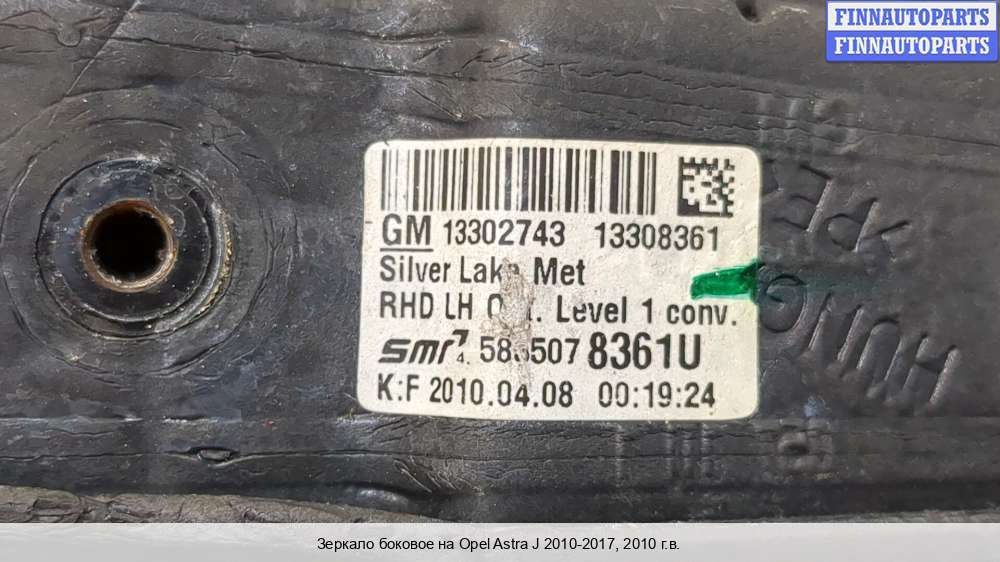 FINNAUTOPARTS
FINNAUTOPARTS
GM 13302743 13308361
Silver Lake Met
RHD LH Level 1 conv.
smr 8361U
K:F 2010.04.08 00:19:24
HUNG
Зеркало боковое на Opel Astra J 2010-2017, 2010 г.в.